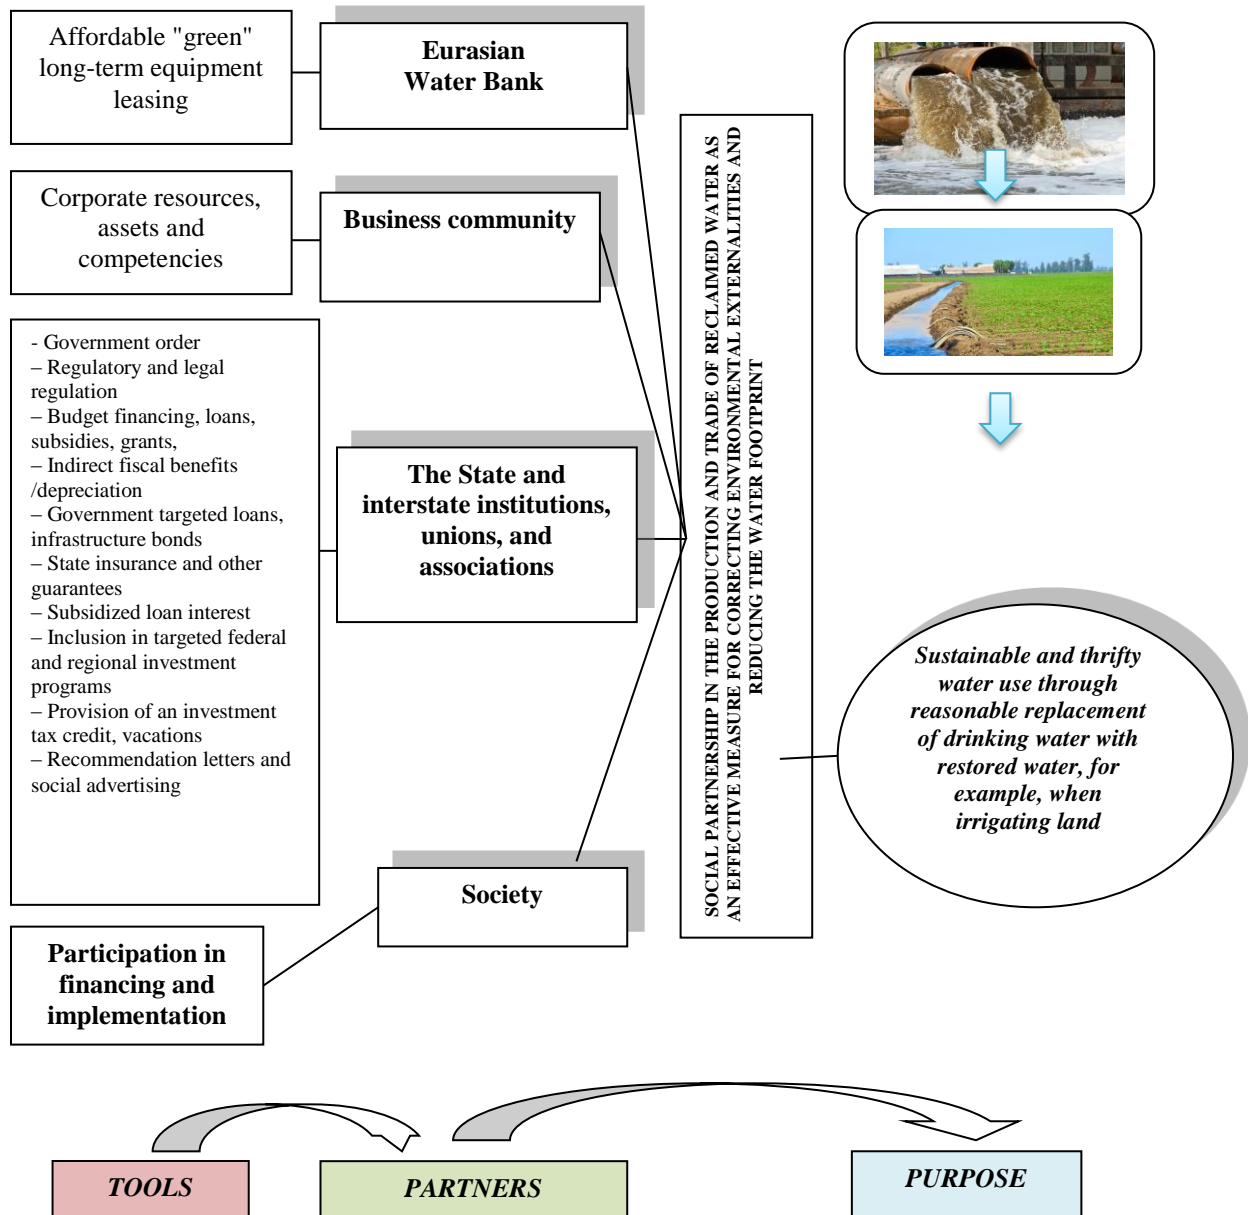 Affordable "green"
long-term equipment
leasing
Eurasian
Water Bank
Corporate resources,
assets and
competencies
Business community
- Government order
– Regulatory and legal
regulation
– Budget financing, loans,
subsidies, grants,
– Indirect fiscal benefits
/depreciation
– Government targeted loans,
infrastructure bonds
– State insurance and other
guarantees
– Subsidized loan interest
– Inclusion in targeted federal
and regional investment
programs
– Provision of an investment
tax credit, vacations
– Recommendation letters and
social advertising
The State and
interstate institutions,
unions, and
associations
Society
Participation in
financing and
implementation
SOCIAL PARTNERSHIP IN THE PRODUCTION AND TRADE OF RECLAIMED WATER AS
AN EFFECTIVE MEASURE FOR CORRECTING ENVIRONMENTAL EXTERNALITIES AND
REDUCING THE WATER FOOTPRINT
Sustainable and thrifty
water use through
reasonable replacement
of drinking water with
restored water, for
example, when
irrigating land
TOOLS
PARTNERS
PURPOSE